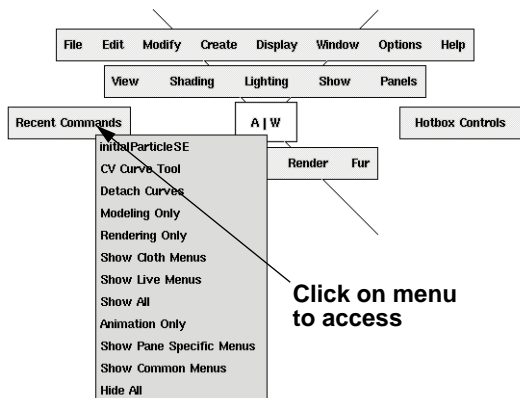 File Edit Modify Create Display Window Options Help
View Shading Lighting Show Panels
Recent Commands A | W Hotbox Controls
initialParticleSE
Render Fur
CV Curve Tool
Detach Curves
Modeling Only
Rendering Only
Show Cloth Menus
Show Live Menus
Show All
Animation Only
Show Pane Specific Menus
Show Common Menus
Hide All
Click on menu
to access